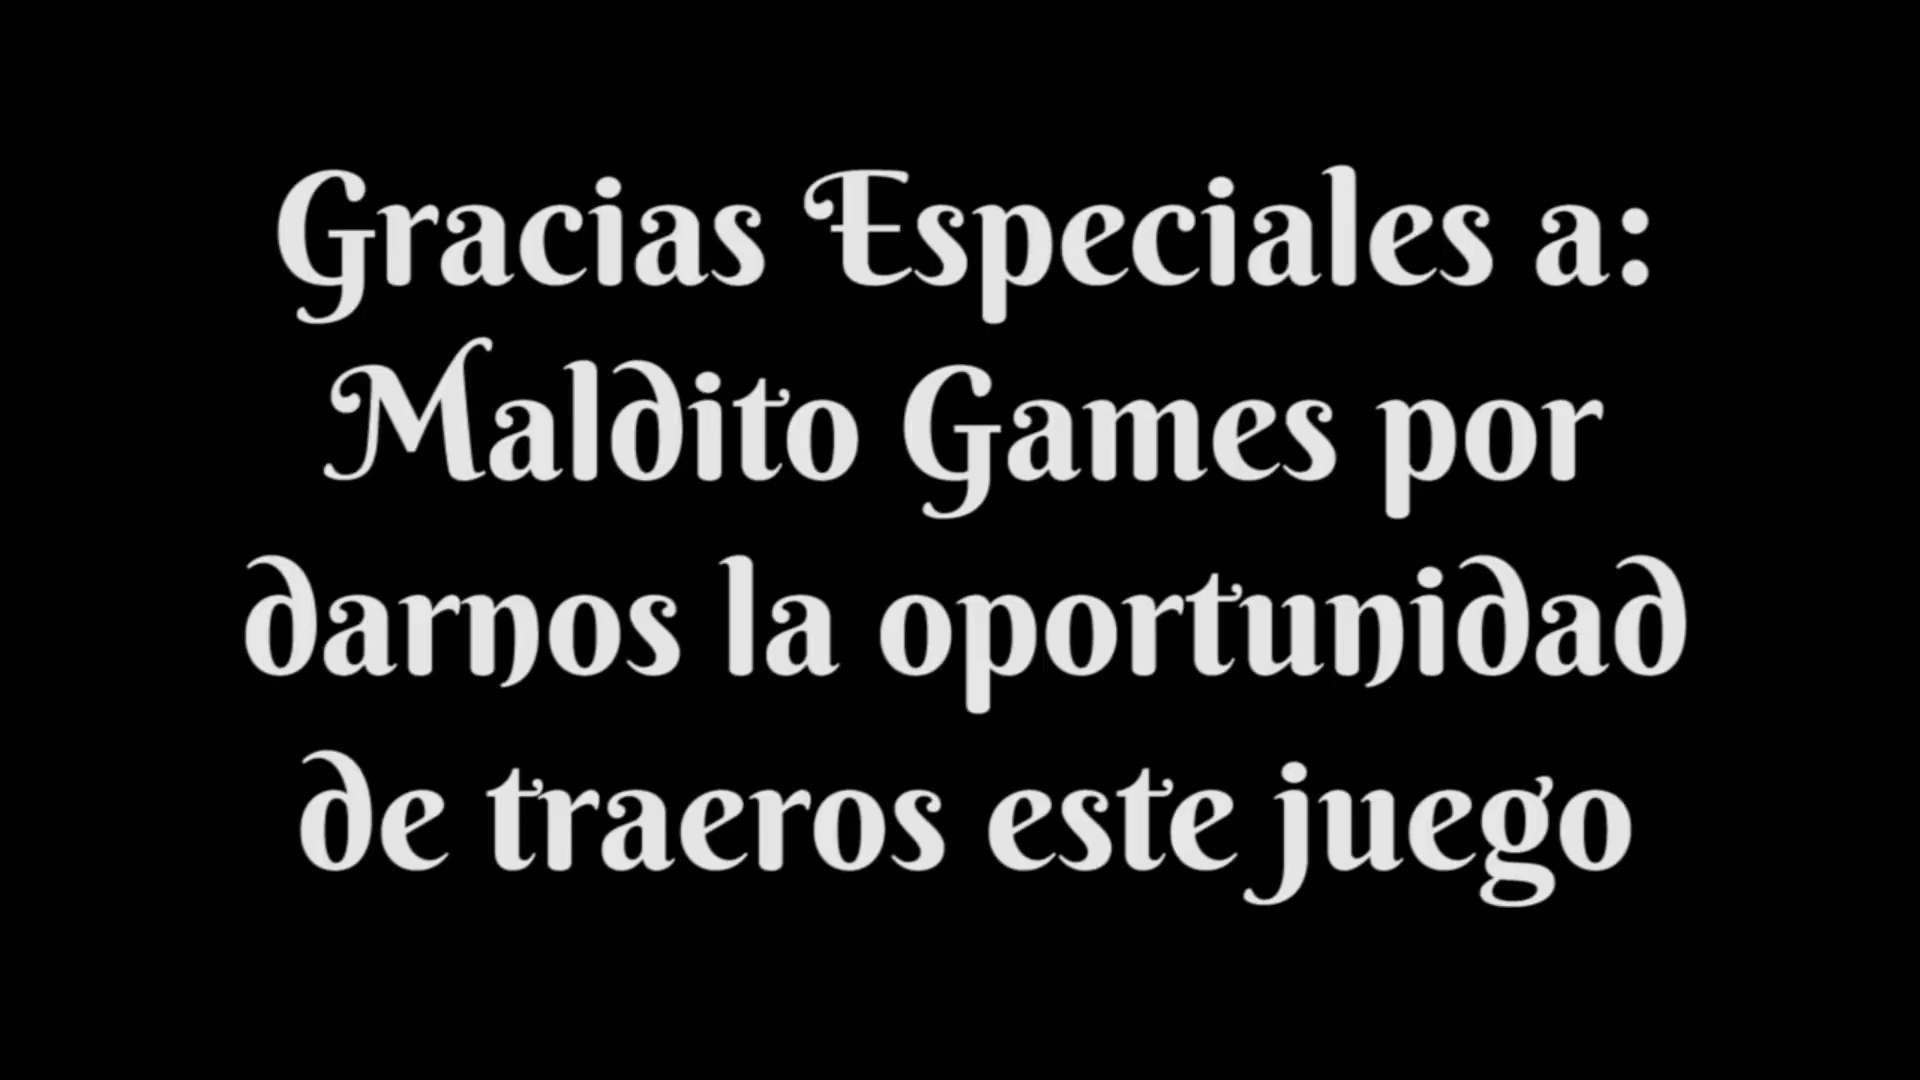 Gracias Especiales a:
Maldito Games por
darnos la oportunidad
de traeros este juego